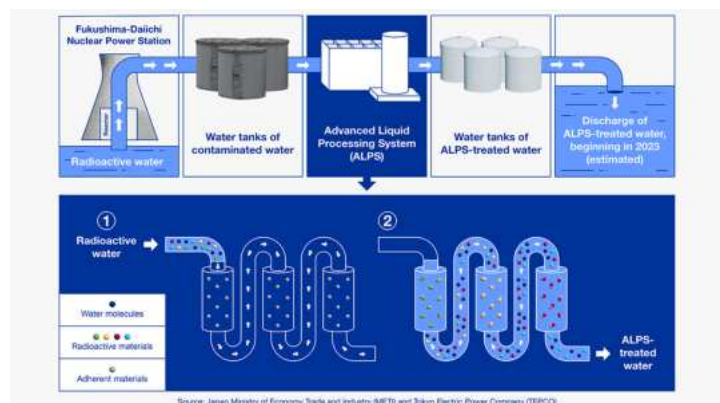 Fukushima-Daiichi
Nuclear Power Station
Reactor
Radioactive water
Water tanks of
contaminated water
Advanced Liquid
Processing System
(ALPS)
Water tanks of
ALPS-treated water
Discharge of
ALPS-treated water,
beginning in 2023
(estimated)
1
Radioactive
water
2
Water molecules
Radioactive materials
Adherent materials
ALPS-
treated
water
Source: Japan Ministry of Economy Trade and Industry (METI) and Tokyo Electric Power Company (TEPCO)